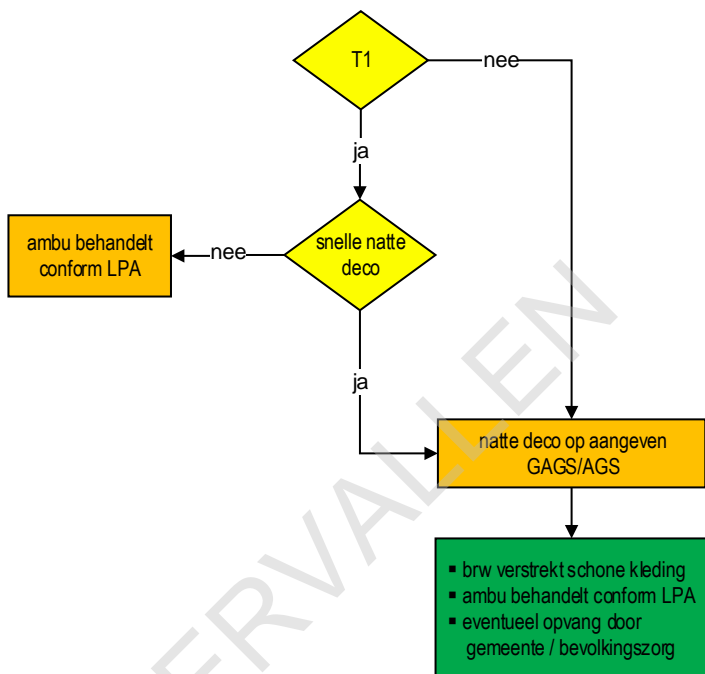 T1
nee
ja
snelle natte
deco
nee
ambu behandelt
conform LPA
ja
natte deco op aangeven
GAGS/AGS
▪ brw verstrekt schone kleding
▪ ambu behandelt conform LPA
▪ eventueel opvang door
gemeente / bevolkingszorg
ERVALLEN